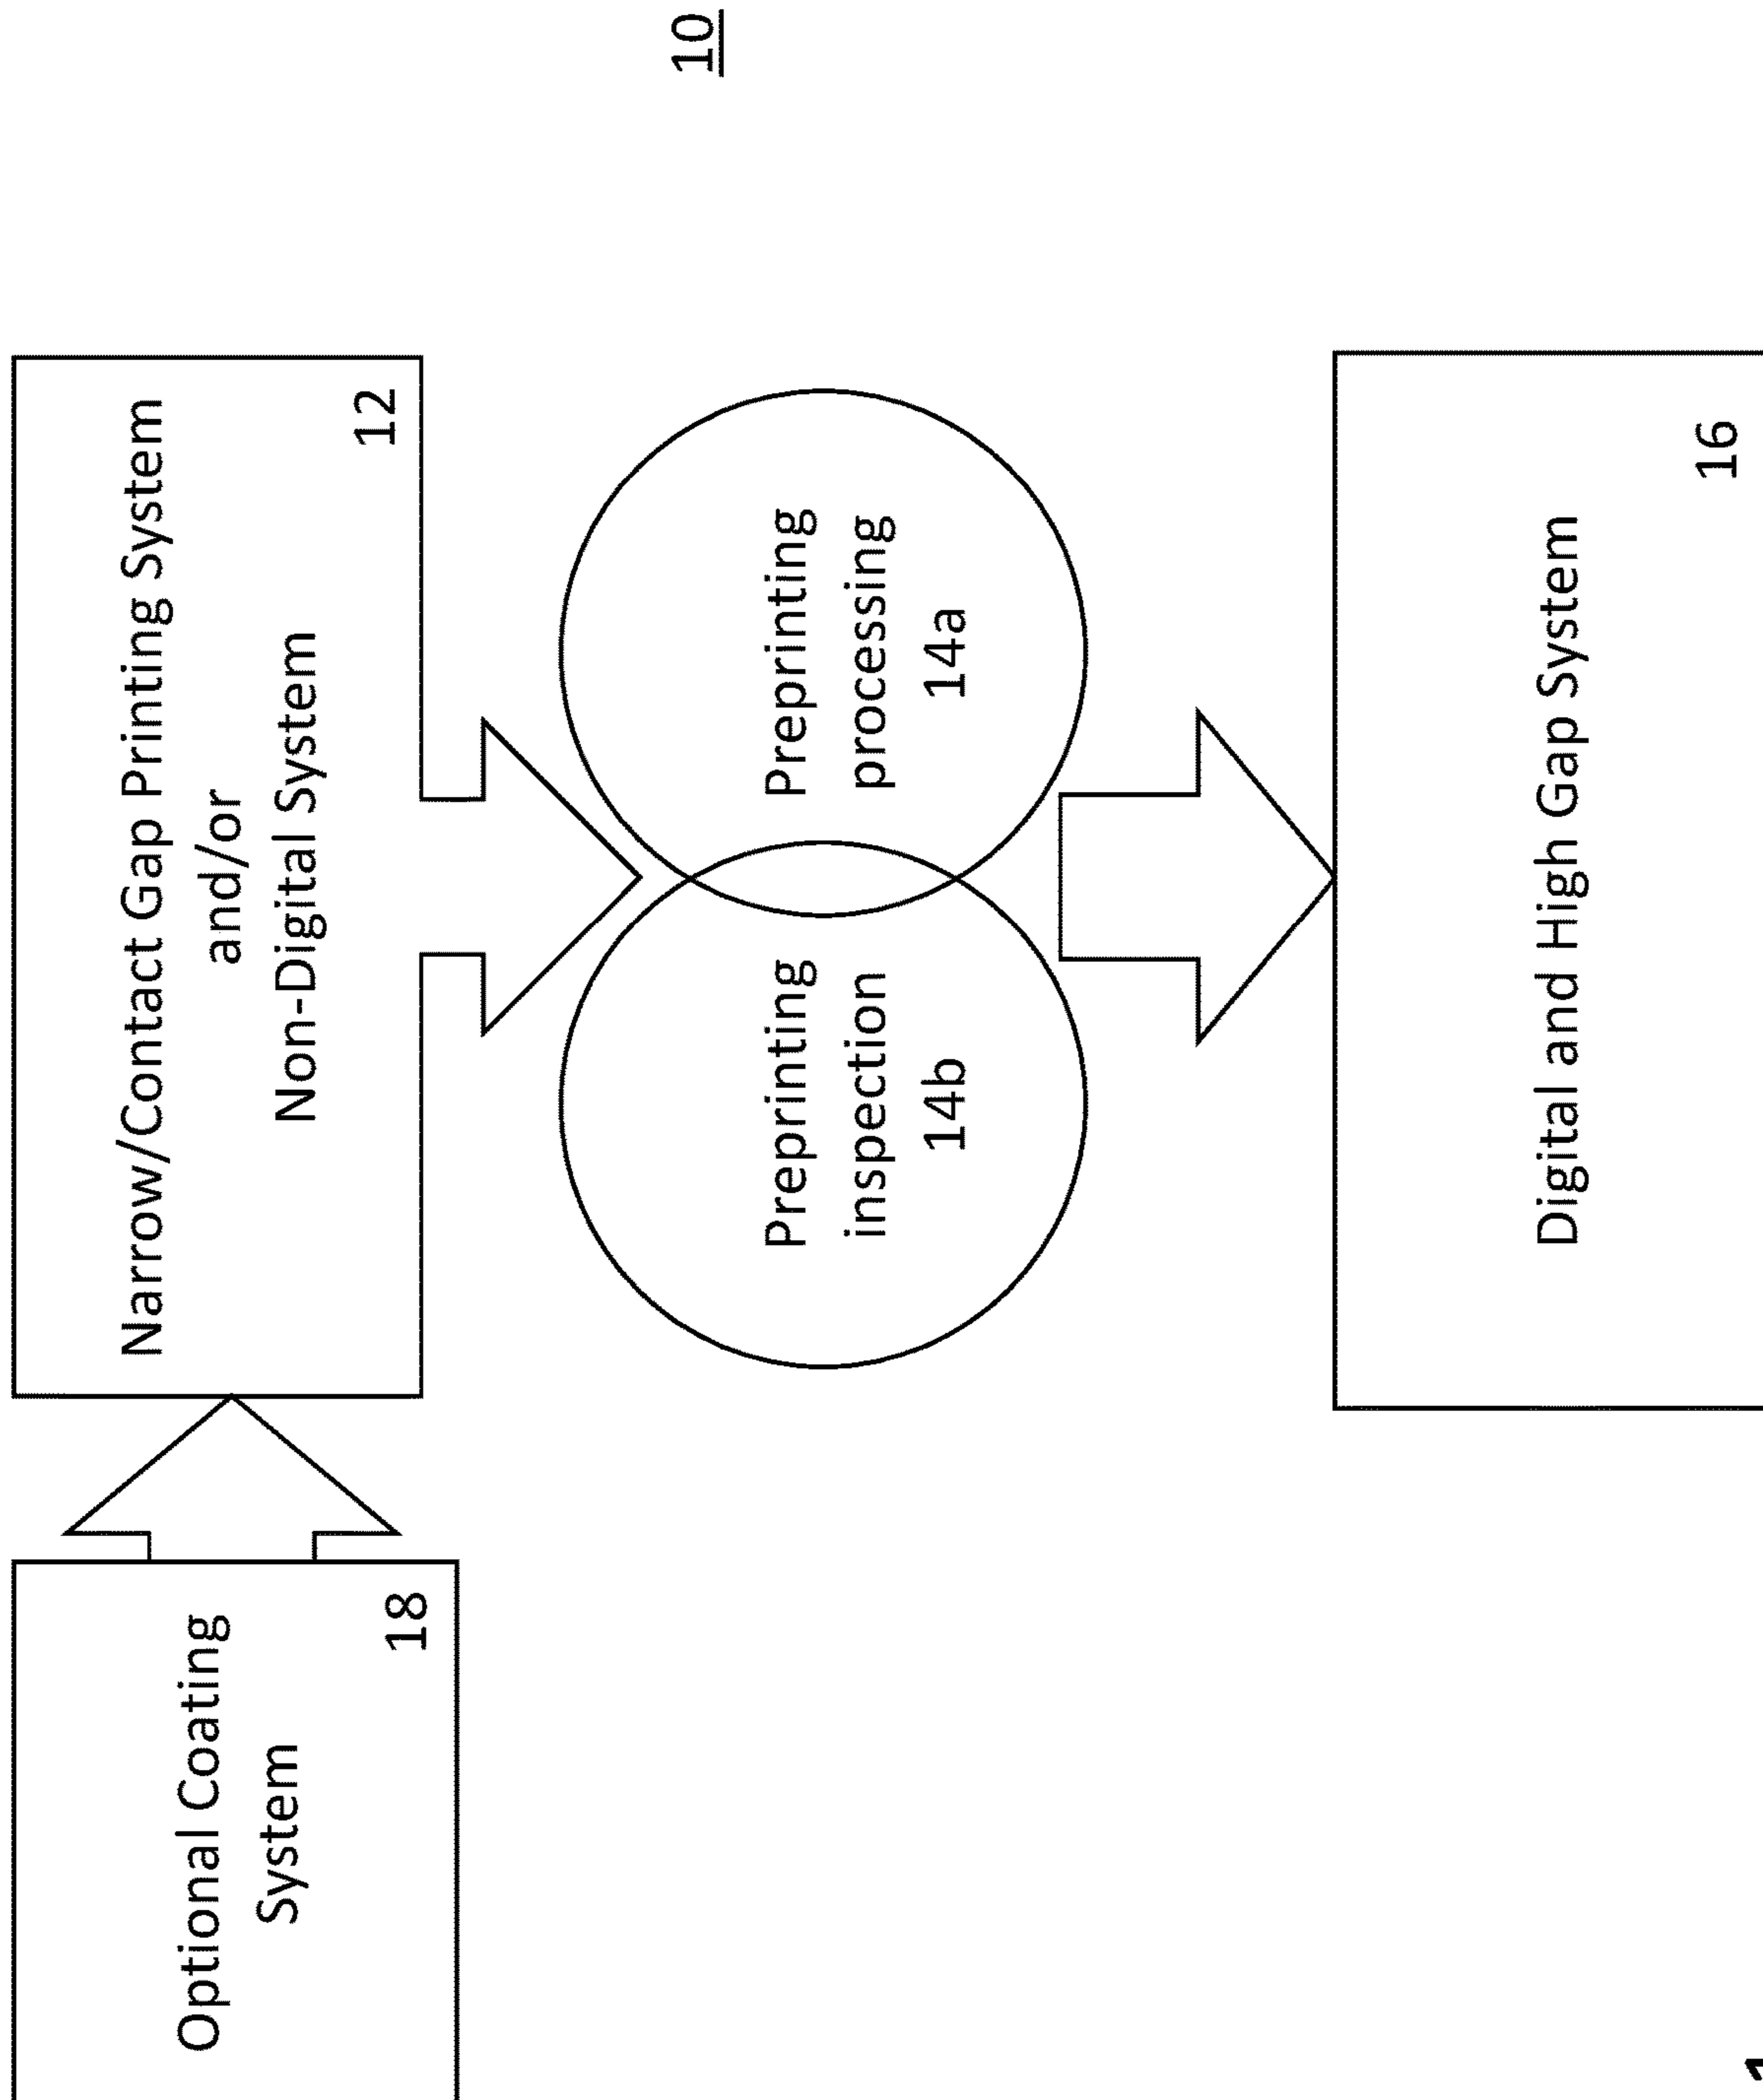 Optional Coating
System
18
Narrow/Contact Gap Printing System
and/or
Non-Digital System
12
10
Preprinting
inspection
14b
Preprinting
processing
14a
Digital and High Gap System
16